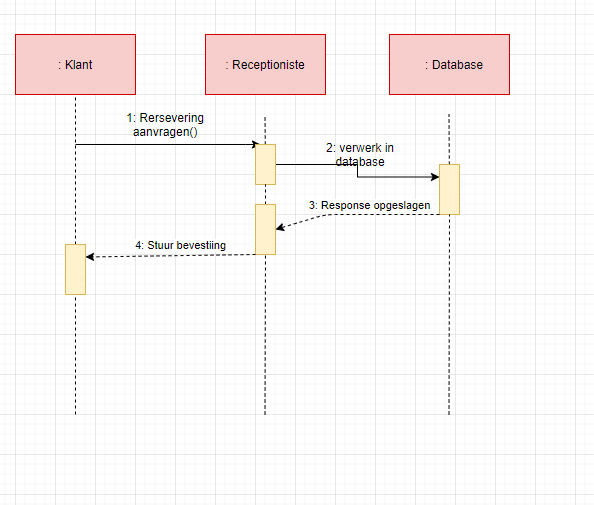 : Klant
: Receptioniste
: Database
1: Rersevering
aanvragen()
2: verwerk in
database
3: Response opgeslagen
4: Stuur bevestiing